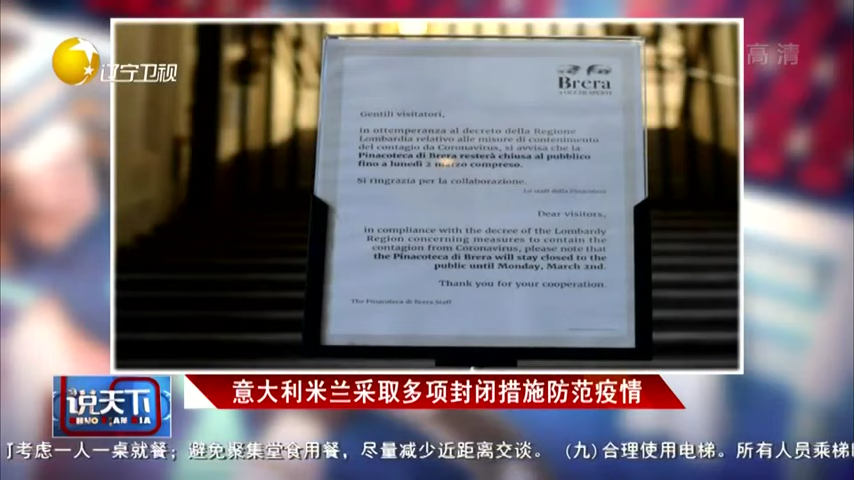 辽宁卫视
高清
Brera
Gentili visitatori,
in ottemperanza al decreto della Regione
Lombardia relativo alle misure di contenimento
del contagio da Coronavirus, si avvisa che la
Pinacoteca di Brera resterà chiusa al pubblico
fino a lunedì 2 marzo compreso.
Si ringrazia per la collaborazione.
Lo staff della Pinacoteca
Dear visitors,
in compliance with the decree of the Lombardy
Region concerning measures to contain the
contagion from Coronavirus, please note that
the Pinacoteca di Brera will stay closed to the
public until Monday, March 2nd.
Thank you for your cooperation.
The Pinacoteca di Brera Staff
意大利米兰采取多项封闭措施防范疫情
说天下
SHUO TIAN XIA
可考虑一人一桌就餐；避免聚集堂食用餐，尽量减少近距离交谈。（九）合理使用电梯。所有人员乘梯